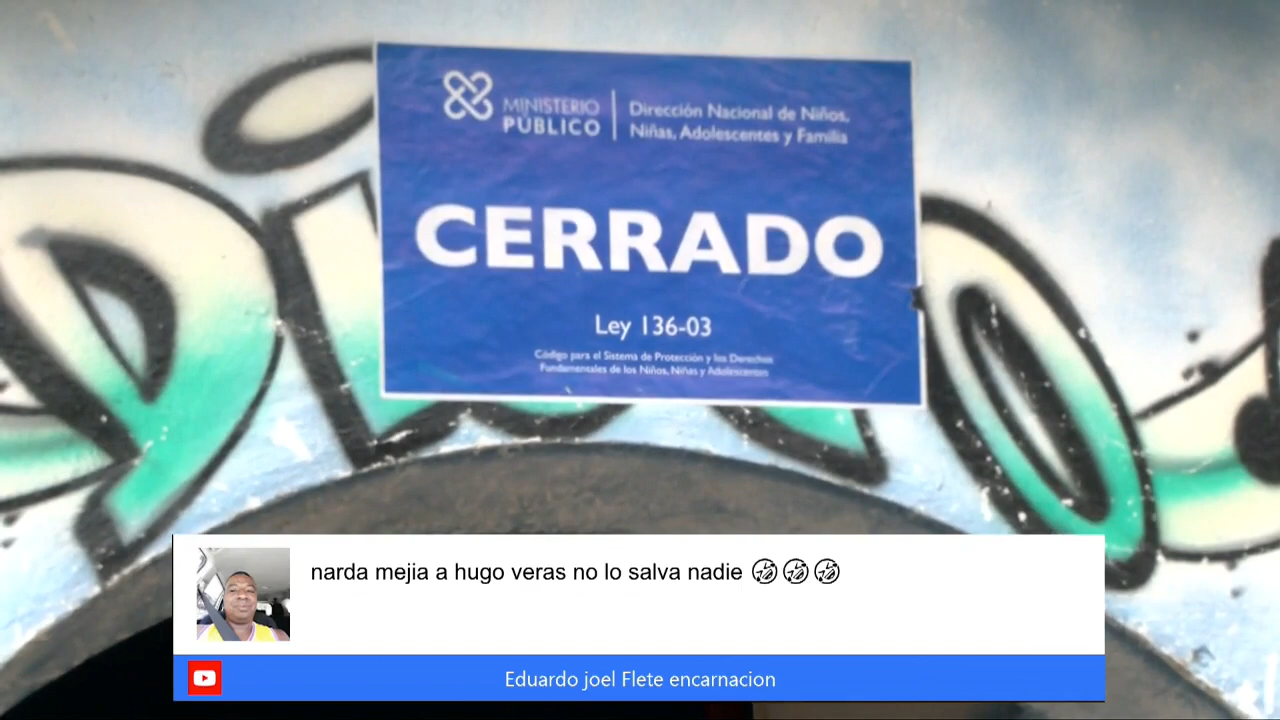 MINISTERIO
PÚBLICO
Dirección Nacional de Niños,
Niñas, Adolescentes y Familia
CERRADO
Ley 136-03
Código para el Sistema de Protección y los Derechos
Fundamentales de los Niños, Niñas y Adolescentes
narda mejia a hugo veras no lo salva nadie 🤣🤣🤣
Eduardo joel Flete encarnacion